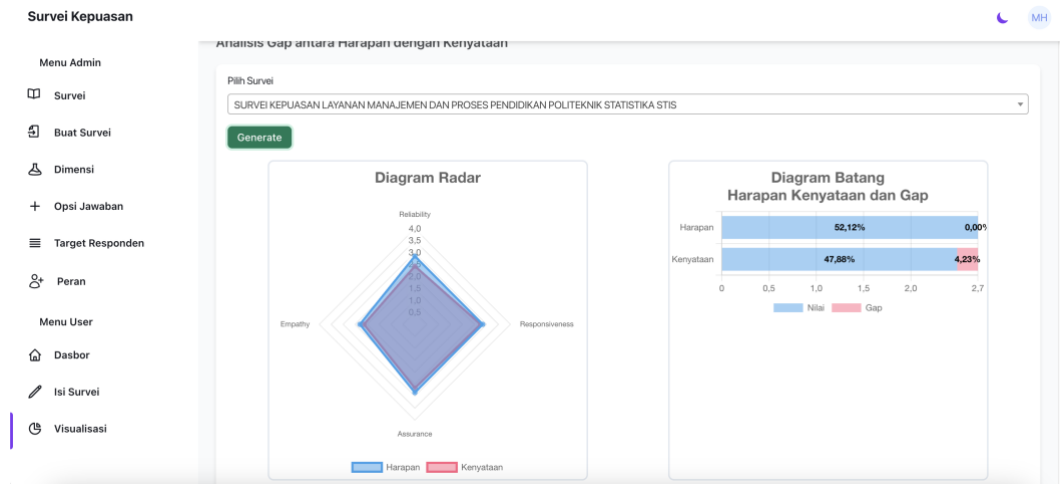 Survei Kepuasan
MH
Menu Admin
Survei
Buat Survei
Dimensi
Opsi Jawaban
Target Responden
Peran
Menu User
Dasbor
Isi Survei
Visualisasi
Analisis Gap antara Harapan dengan Kenyataan
Pilih Survei
SURVEI KEPUASAN LAYANAN MANAJEMEN DAN PROSES PENDIDIKAN POLITEKNIK STATISTIKA STIS
Generate
Diagram Radar
Reliability
4,0
3,5
3,0
2,0
1,5
1,0
0,5
Empathy
Responsiveness
Assurance
Harapan Kenyataan
Diagram Batang
Harapan Kenyataan dan Gap
Harapan 52,12% 0,00%
Kenyataan 47,88% 4,23%
0 0,5 1,0 1,5 2,0 2,7
Nilai Gap